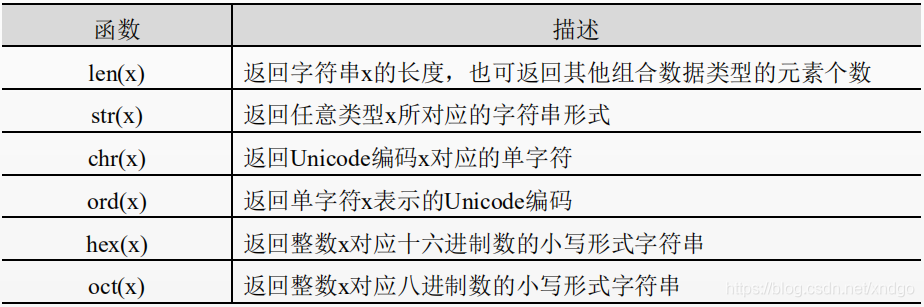 函数 描述
len(x) 返回字符串x的长度，也可返回其他组合数据类型的元素个数
str(x) 返回任意类型x所对应的字符串形式
chr(x) 返回Unicode编码x对应的单字符
ord(x) 返回单字符x表示的Unicode编码
hex(x) 返回整数x对应十六进制数的小写形式字符串
oct(x) 返回整数x对应八进制数的小写形式字符串
https://blog.csdn.net/xndgo